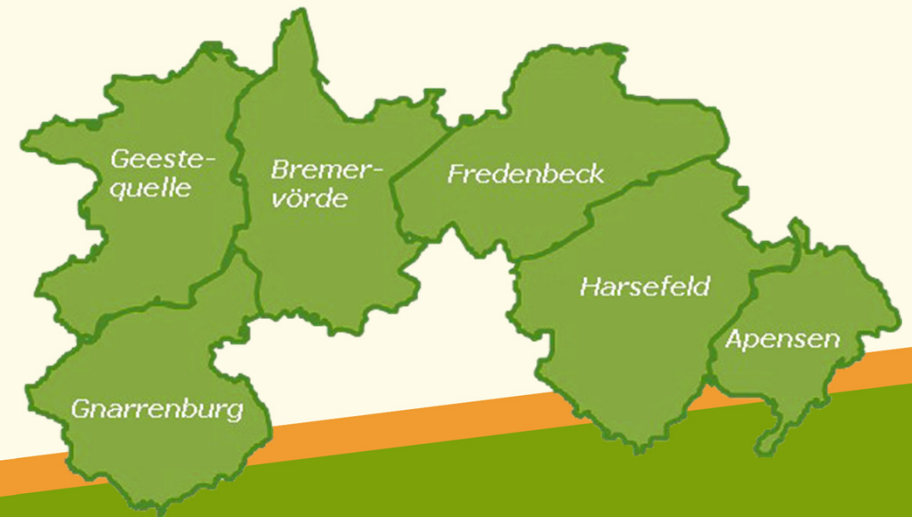 Geeste-
quelle
Bremer-
vörde
Fredenbeck
Harsefeld
Apensen
Gnarrenburg